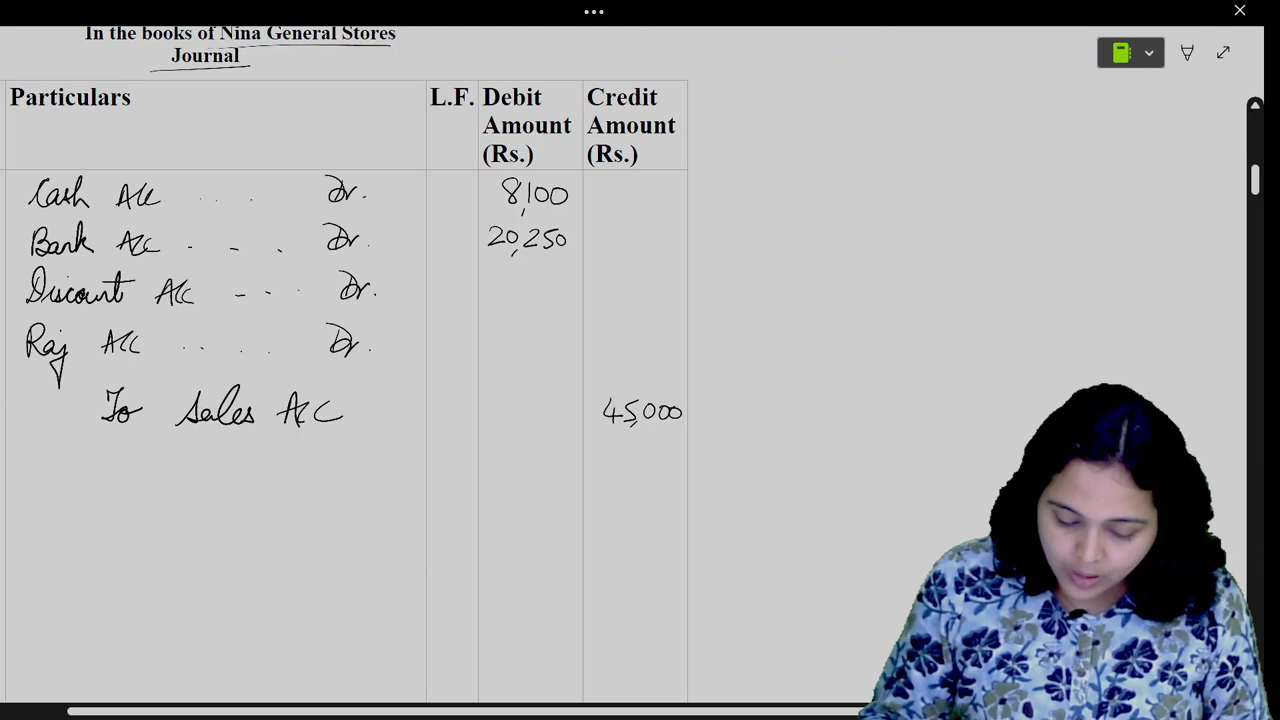 In the books of Nina General Stores
Journal
Particulars L.F. Debit Amount (Rs.) Credit Amount (Rs.)
Cash A/c .... Dr. 8,100
Bank A/c - - . Dr. 20,250
Discount A/c - - . Dr.
Raj A/c .. . . Dr.
To Sales A/c 45,000